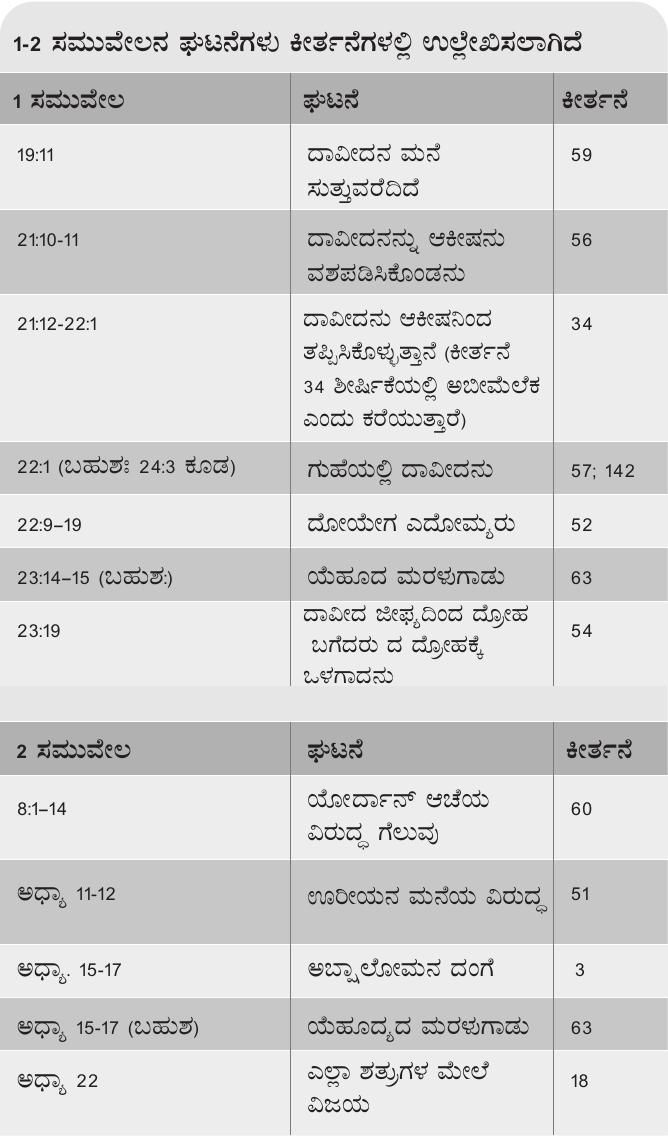 1-2 ಸಮುವೇಲನ ಘಟನೆಗಳು ಕೀರ್ತನೆಗಳಲ್ಲಿ ಉಲ್ಲೇಖಿಸಲಾಗಿದೆ
1 ಸಮುವೇಲ ಘಟನೆ ಕೀರ್ತನೆ
19:11 ದಾವೀದನ ಮನೆ 59
ಸುತ್ತುವರೆದಿದೆ
21:10-11 ದಾವೀದನನ್ನು ಆಕೀಷನು 56
ವಶಪಡಿಸಿಕೊಂಡನು
21:12-22:1 ದಾವೀದನು ಆಕೀಷನಿಂದ 34
ತಪ್ಪಿಸಿಕೊಳ್ಳುತ್ತಾನೆ (ಕೀರ್ತನೆ
34 ಶೀರ್ಷಿಕೆಯಲ್ಲಿ ಅಬೀಮೆಲೆಕ
ಎಂದು ಕರೆಯುತ್ತಾರೆ)
22:1 (ಬಹುಶಃ 24:3 ಕೂಡ) ಗುಹೆಯಲ್ಲಿ ದಾವೀದನು 57; 142
22:9–19 ದೋಯೇಗ ಎದೋಮ್ಯರು 52
23:14–15 (ಬಹುಶ:) ಯೆಹೂದ ಮರಳುಗಾಡು 63
23:19 ದಾವೀದ ಜೀಫ್ಯದಿಂದ ದ್ರೋಹ 54
ಬಗೆದರು ದ ದ್ರೋಹಕ್ಕೆ
ಒಳಗಾದನು
2 ಸಮುವೇಲ ಘಟನೆ ಕೀರ್ತನೆ
8:1–14 ಯೋರ್ದಾನ್ ಆಚೆಯ 60
ವಿರುದ್ಧ ಗೆಲುವು
ಅಧ್ಯಾ 11-12 ಊರೀಯನ ಮನೆಯ ವಿರುದ್ಧ 51
ಅಧ್ಯಾ. 15-17 ಅಬ್ಷಾಲೋಮನ ದಂಗೆ 3
ಅಧ್ಯಾ 15-17 (ಬಹುಶ) ಯೆಹೂದ್ಯದ ಮರಳುಗಾಡು 63
ಅಧ್ಯಾ 22 ಎಲ್ಲಾ ಶತ್ರುಗಳ ಮೇಲೆ 18
ವಿಜಯ